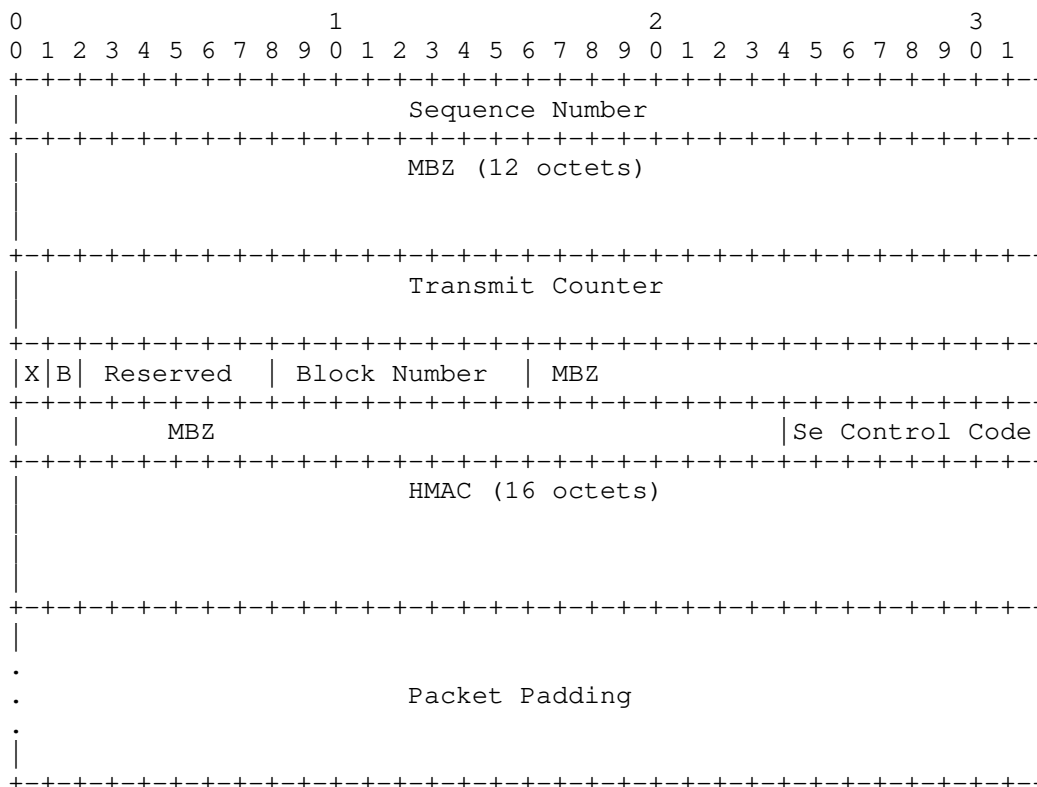 0                   1                   2                   3
0 1 2 3 4 5 6 7 8 9 0 1 2 3 4 5 6 7 8 9 0 1 2 3 4 5 6 7 8 9 0 1
+-+-+-+-+-+-+-+-+-+-+-+-+-+-+-+-+-+-+-+-+-+-+-+-+-+-+-+-+-+-+-+--
|                        Sequence Number
+-+-+-+-+-+-+-+-+-+-+-+-+-+-+-+-+-+-+-+-+-+-+-+-+-+-+-+-+-+-+-+--
|                        MBZ (12 octets)
|
|
+-+-+-+-+-+-+-+-+-+-+-+-+-+-+-+-+-+-+-+-+-+-+-+-+-+-+-+-+-+-+-+--
|                        Transmit Counter
|
+-+-+-+-+-+-+-+-+-+-+-+-+-+-+-+-+-+-+-+-+-+-+-+-+-+-+-+-+-+-+-+--
|X|B| Reserved  | Block Number  | MBZ
+-+-+-+-+-+-+-+-+-+-+-+-+-+-+-+-+-+-+-+-+-+-+-+-+-+-+-+-+-+-+-+--
|         MBZ                                   |Se Control Code
+-+-+-+-+-+-+-+-+-+-+-+-+-+-+-+-+-+-+-+-+-+-+-+-+-+-+-+-+-+-+-+--
|                        HMAC (16 octets)
|
|
|
+-+-+-+-+-+-+-+-+-+-+-+-+-+-+-+-+-+-+-+-+-+-+-+-+-+-+-+-+-+-+-+--
|
.
.                        Packet Padding
.
|
+-+-+-+-+-+-+-+-+-+-+-+-+-+-+-+-+-+-+-+-+-+-+-+-+-+-+-+-+-+-+-+--